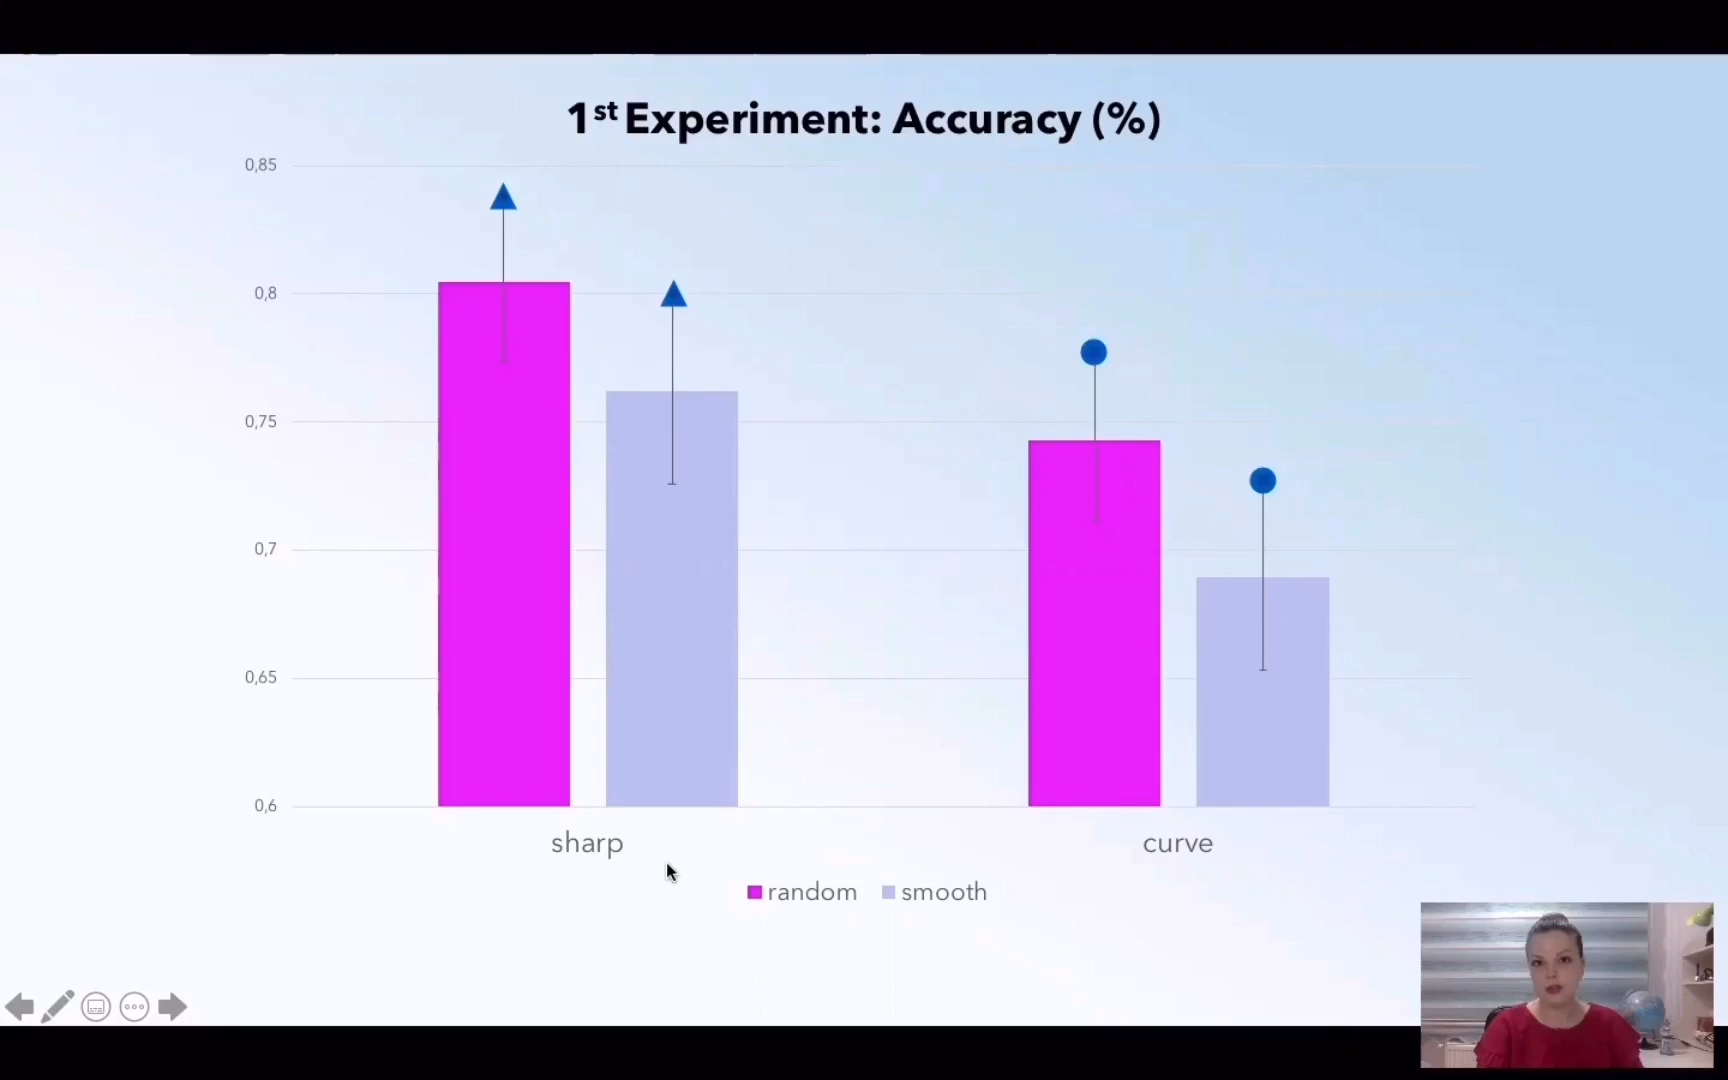 1st Experiment: Accuracy (%)
0,85
0,8
0,75
0,7
0,65
0,6
sharp
curve
random
smooth